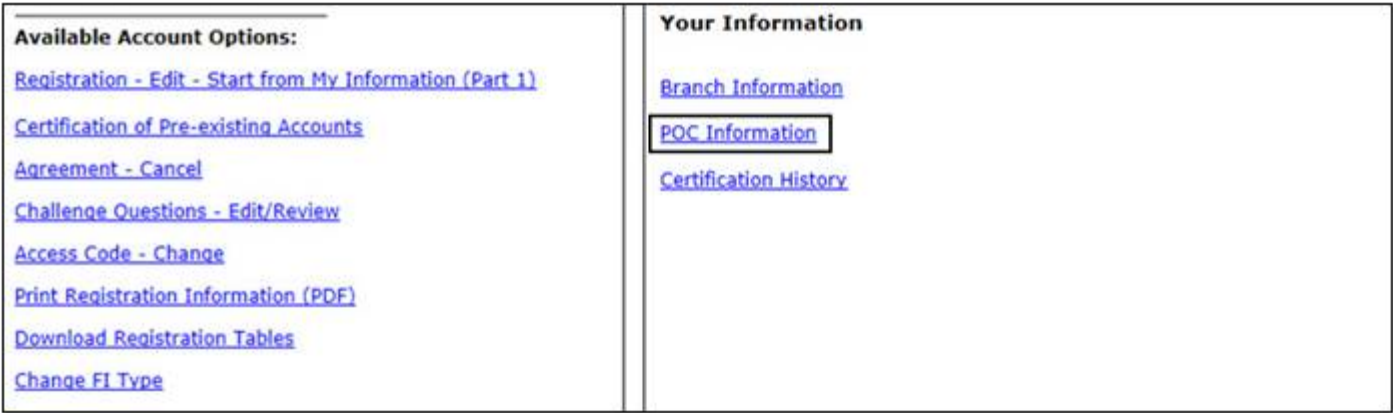 Available Account Options:
Registration - Edit - Start from My Information (Part 1)
Certification of Pre-existing Accounts
Agreement - Cancel
Challenge Questions - Edit/Review
Access Code - Change
Print Registration Information (PDF)
Download Registration Tables
Change FI Type
Your Information
Branch Information
POC Information
Certification History